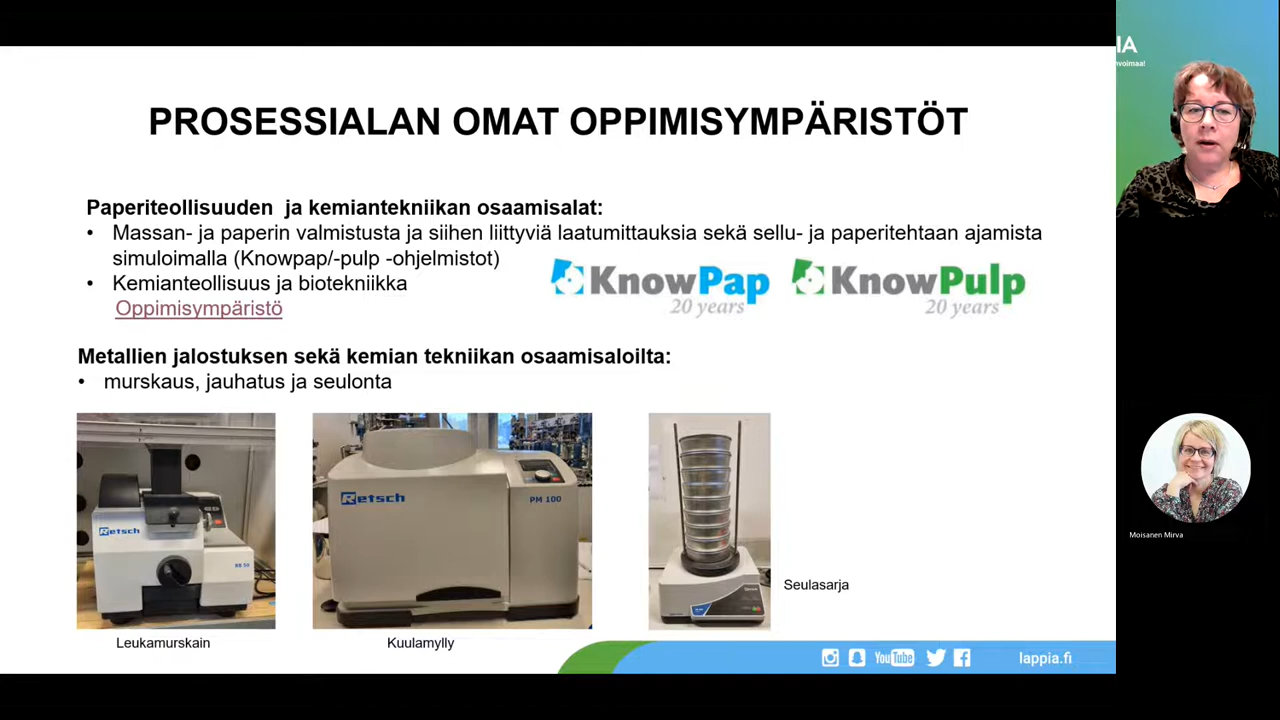 PROSESSIALAN OMAT OPPIMISYMPÄRISTÖT
Paperiteollisuuden ja kemiantekniikan osaamisalat:
• Massan- ja paperin valmistusta ja siihen liittyviä laatumittauksia sekä sellu- ja paperitehtaan ajamista
simuloimalla (Knowpap/-pulp -ohjelmistot)
• Kemianteollisuus ja biotekniikka
Oppimisympäristö
KnowPap
20 years
KnowPulp
20 years
Metallien jalostuksen sekä kemian tekniikan osaamisaloilta:
• murskaus, jauhatus ja seulonta
Retsch
Retsch
PM 100
Leukamurskain
Kuulamylly
Seulasarja
YouTube
lappia.fi
IA
nvoimaa!
Moisanen Mirva